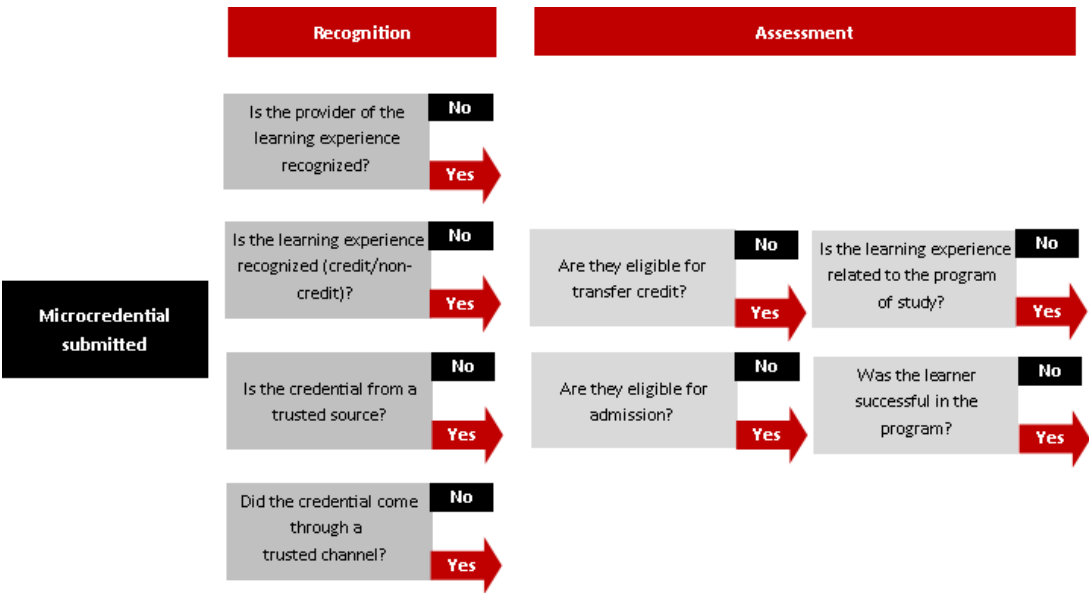 Recognition
Assessment
Microcredential
submitted
Is the provider of the
learning experience
recognized?
No
Yes
Is the learning experience
recognized (credit/non-
credit)?
No
Yes
Is the credential from a
trusted source?
No
Yes
Did the credential come
through a
trusted channel?
No
Yes
Are they eligible for
transfer credit?
No
Yes
Is the learning experience
related to the program
of study?
No
Yes
Are they eligible for
admission?
No
Yes
Was the learner
successful in the
program?
No
Yes